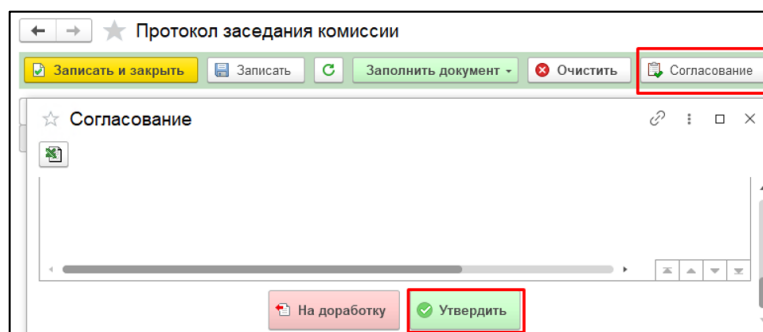 Протокол заседания комиссии
Записать и закрыть Записать Заполнить документ Очистить Согласование
Согласование
На доработку Утвердить